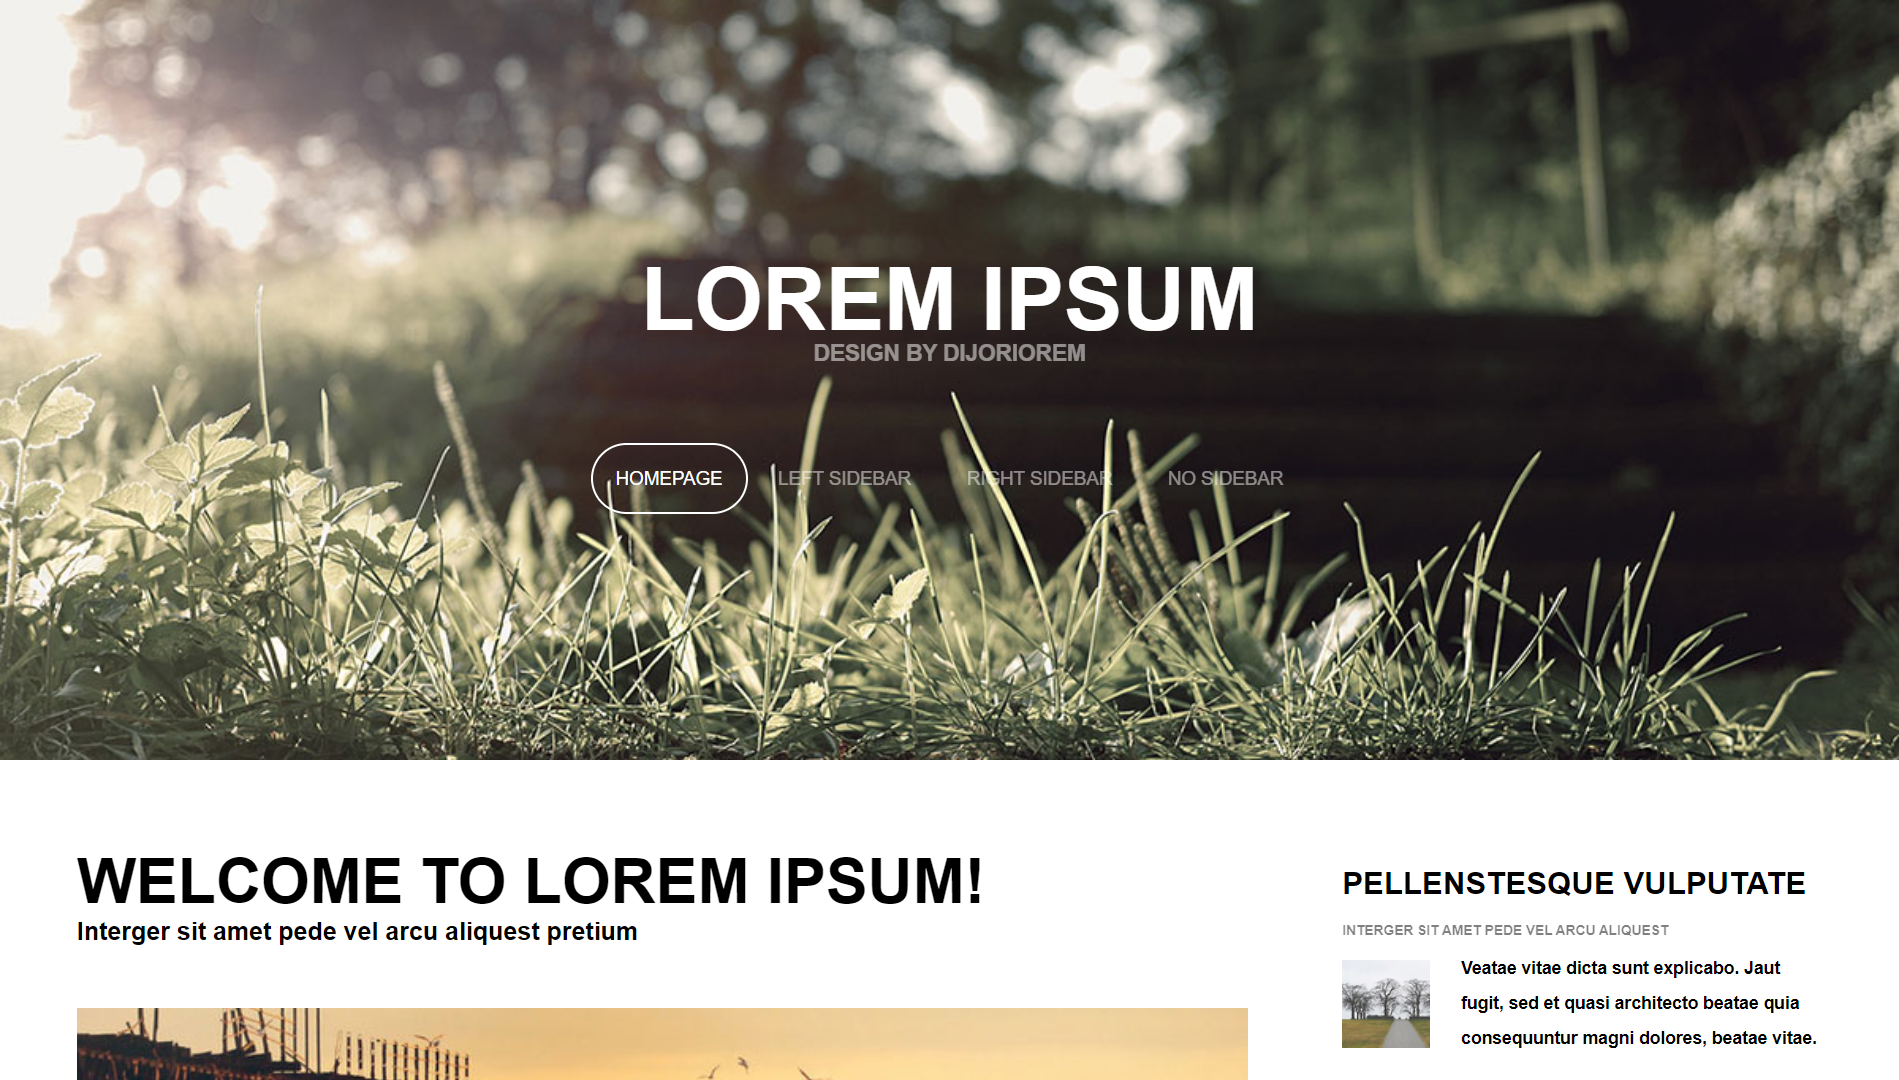 LOREM IPSUM
DESIGN BY DIJORIOREM
HOMEPAGE
LEFT SIDEBAR
RIGHT SIDEBAR
NO SIDEBAR
WELCOME TO LOREM IPSUM!
Interger sit amet pede vel arcu aliquest pretium
PELLENSTESQUE VULPUTATE
INTERGER SIT AMET PEDE VEL ARCU ALIQUEST
Veatae vitae dicta sunt explicabo. Jaut
fugit, sed et quasi architecto beatae quia
consequuntur magni dolores, beatae vitae.